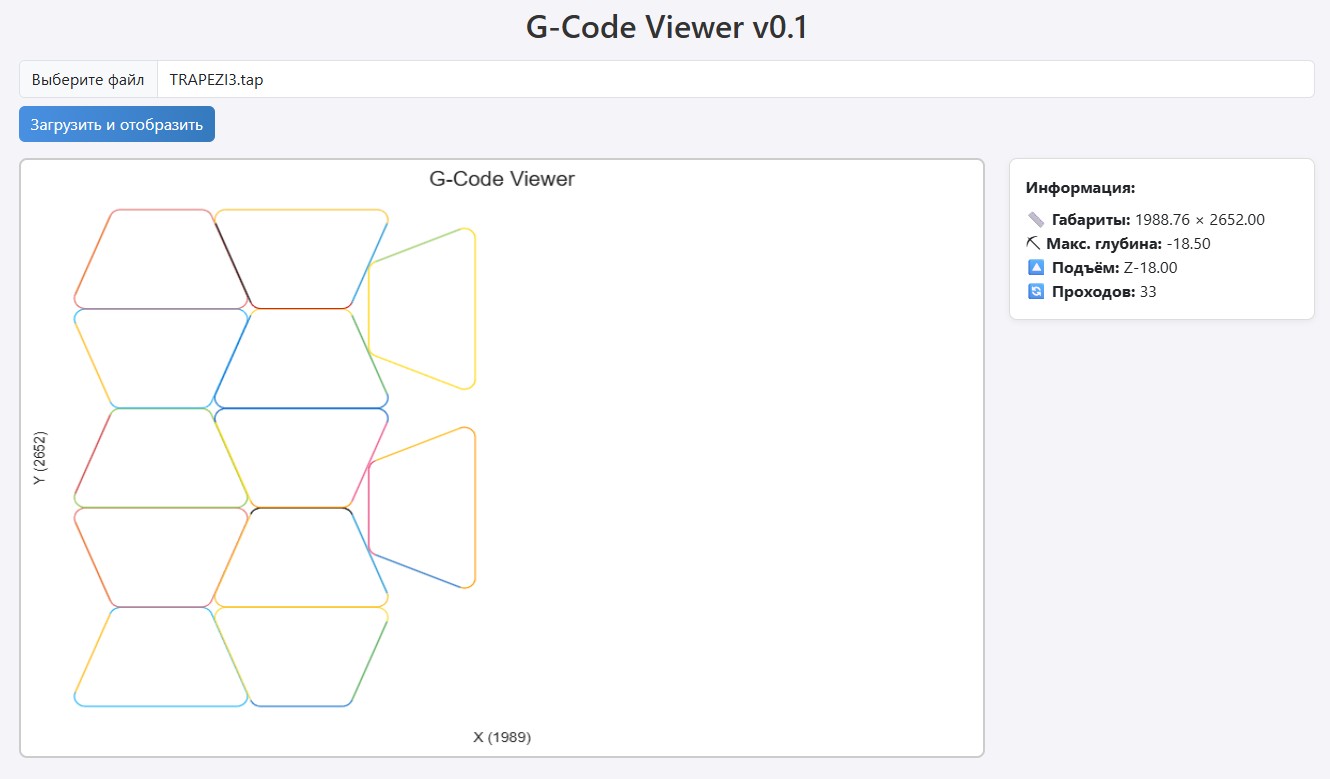 G-Code Viewer v0.1
Выберите файл TRAPEZI3.tap
Загрузить и отобразить
G-Code Viewer
Y (2652)
X (1989)
Информация:
Габариты: 1988.76 × 2652.00
Макс. глубина: -18.50
Подъём: Z-18.00
Проходов: 33